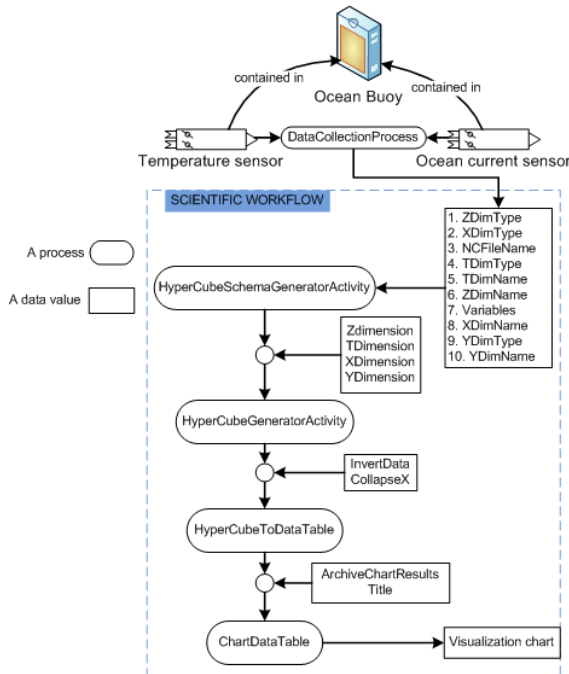 contained in
contained in
Ocean Buoy
DataCollectionProcess
Temperature sensor
Ocean current sensor
SCIENTIFIC WORKFLOW
A process
A data value
1. ZDimType
2. XDimType
3. NCFileName
4. TDimType
5. TDimName
6. ZDimName
7. Variables
8. XDimName
9. YDimType
10. YDimName
HyperCubeSchemaGeneratorActivity
Zdimension
TDimension
XDimension
YDimension
HyperCubeGeneratorActivity
InvertData
CollapseX
HyperCubeToDataTable
ArchiveChartResults
Title
ChartDataTable
Visualization chart